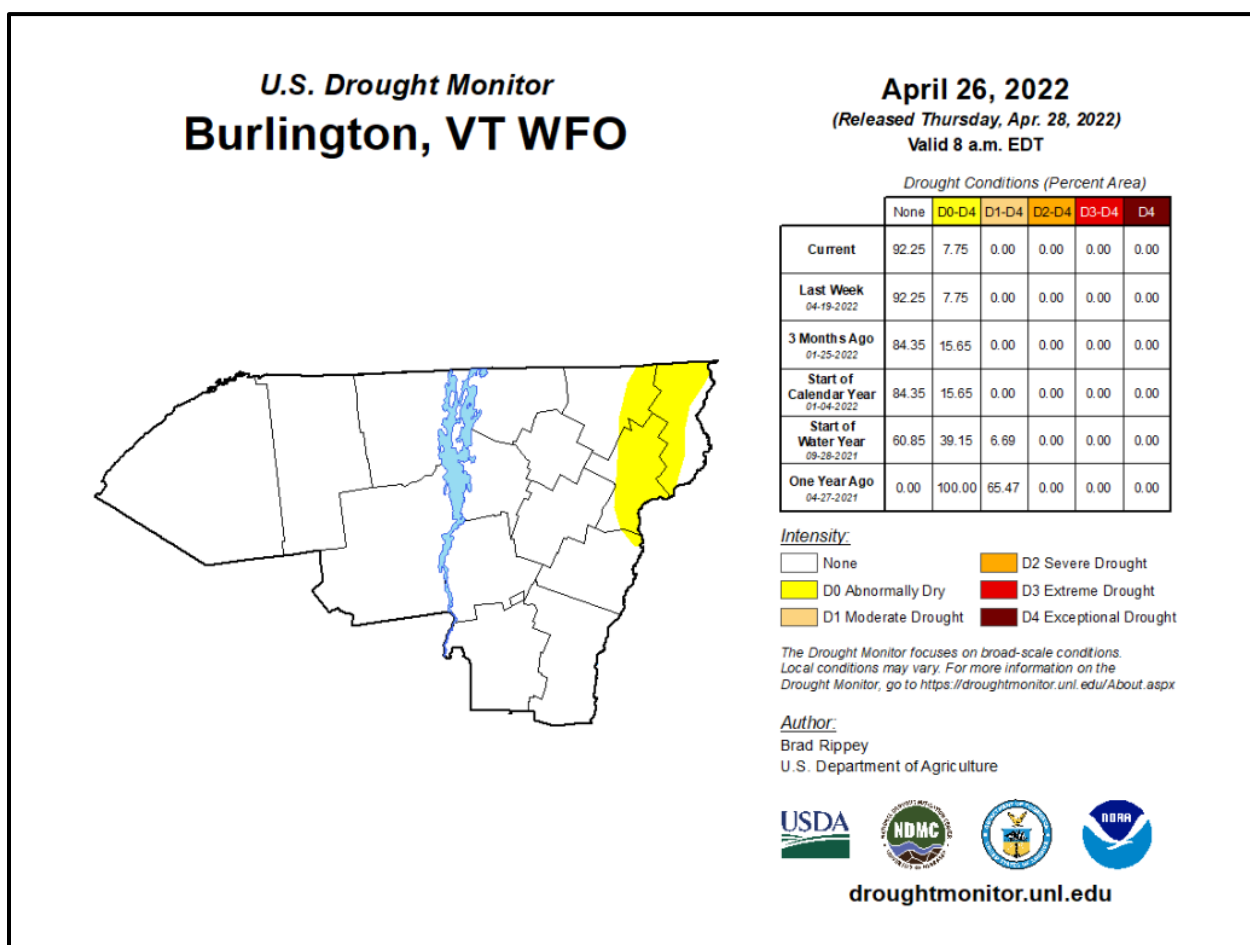 U.S. Drought Monitor
Burlington, VT WFO
April 26, 2022
(Released Thursday, Apr. 28, 2022)
Valid 8 a.m. EDT
Drought Conditions (Percent Area)
None D0-D4 D1-D4 D2-D4 D3-D4 D4
Current 92.25 7.75 0.00 0.00 0.00 0.00
Last Week
04-19-2022 92.25 7.75 0.00 0.00 0.00 0.00
3 Months Ago
01-25-2022 84.35 15.65 0.00 0.00 0.00 0.00
Start of
Calendar Year
01-04-2022 84.35 15.65 0.00 0.00 0.00 0.00
Start of
Water Year
09-28-2021 60.85 39.15 6.69 0.00 0.00 0.00
One Year Ago
04-27-2021 0.00 100.00 65.47 0.00 0.00 0.00
Intensity:
None
D0 Abnormally Dry
D1 Moderate Drought
D2 Severe Drought
D3 Extreme Drought
D4 Exceptional Drought
The Drought Monitor focuses on broad-scale conditions.
Local conditions may vary. For more information on the
Drought Monitor, go to https://droughtmonitor.unl.edu/About.aspx
Author:
Brad Rippey
U.S. Department of Agriculture
USDA
NDMC
NOAA
droughtmonitor.unl.edu